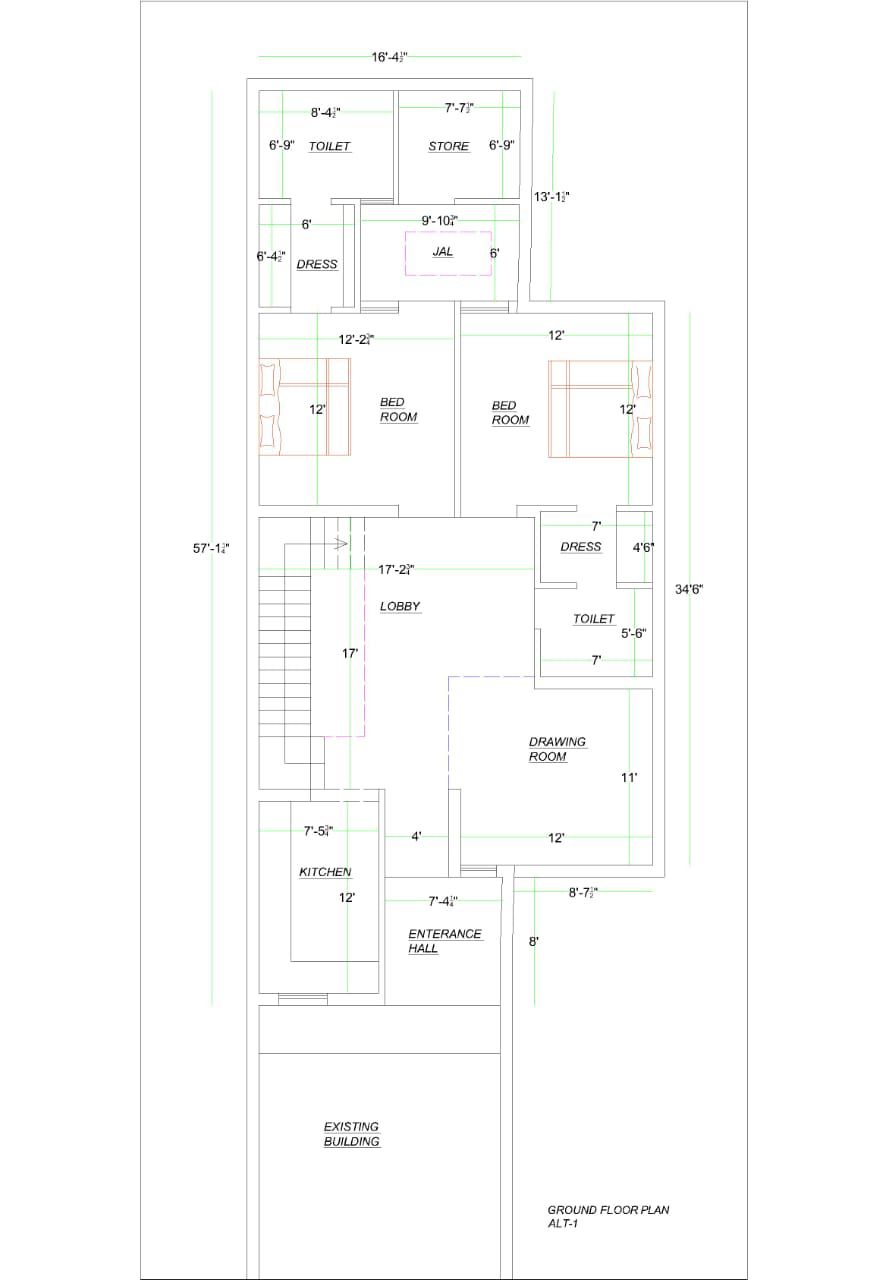 16'-4½"
8'-4½"
7'-7½"
6'-9"
TOILET
STORE
6'-9"
13'-1½"
9'-10¾"
6'
6'-4½"
JAL
6'
DRESS
12'-2¾"
12'
12'
BED
ROOM
BED
ROOM
12'
7'
57'-1¼"
DRESS
4'6"
17'-2¾"
34'6"
LOBBY
TOILET
5'-6"
17'
7'
DRAWING
ROOM
11'
7'-5¾"
4'
12'
KITCHEN
12'
7'-4¼"
8'-7½"
ENTERANCE
HALL
8'
EXISTING
BUILDING
GROUND FLOOR PLAN
ALT-1